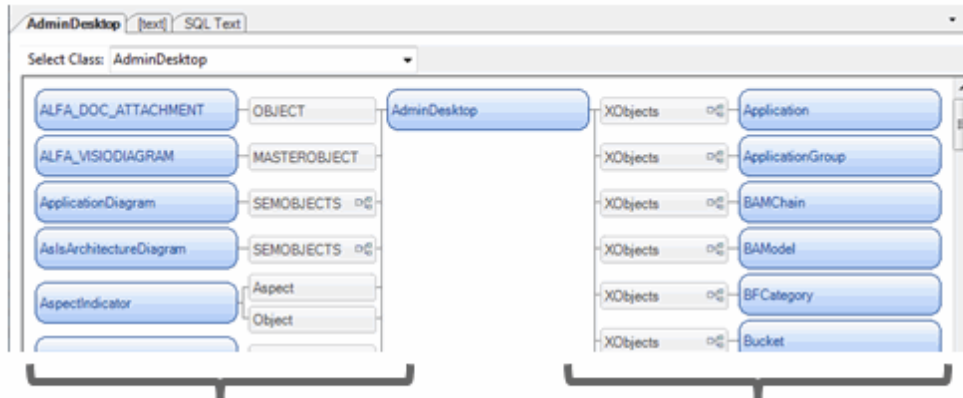 AdminDesktop [text] SQL Text
Select Class: AdminDesktop
ALFA_DOC_ATTACHMENT OBJECT AdminDesktop XObjects Application
ALFA_VISIODIAGRAM MASTEROBJECT XObjects ApplicationGroup
ApplicationDiagram SEMOBJECTS XObjects BAMChain
AsIsArchitectureDiagram SEMOBJECTS XObjects BAModel
AspectIndicator Aspect XObjects BFCategory
Object
XObjects Bucket